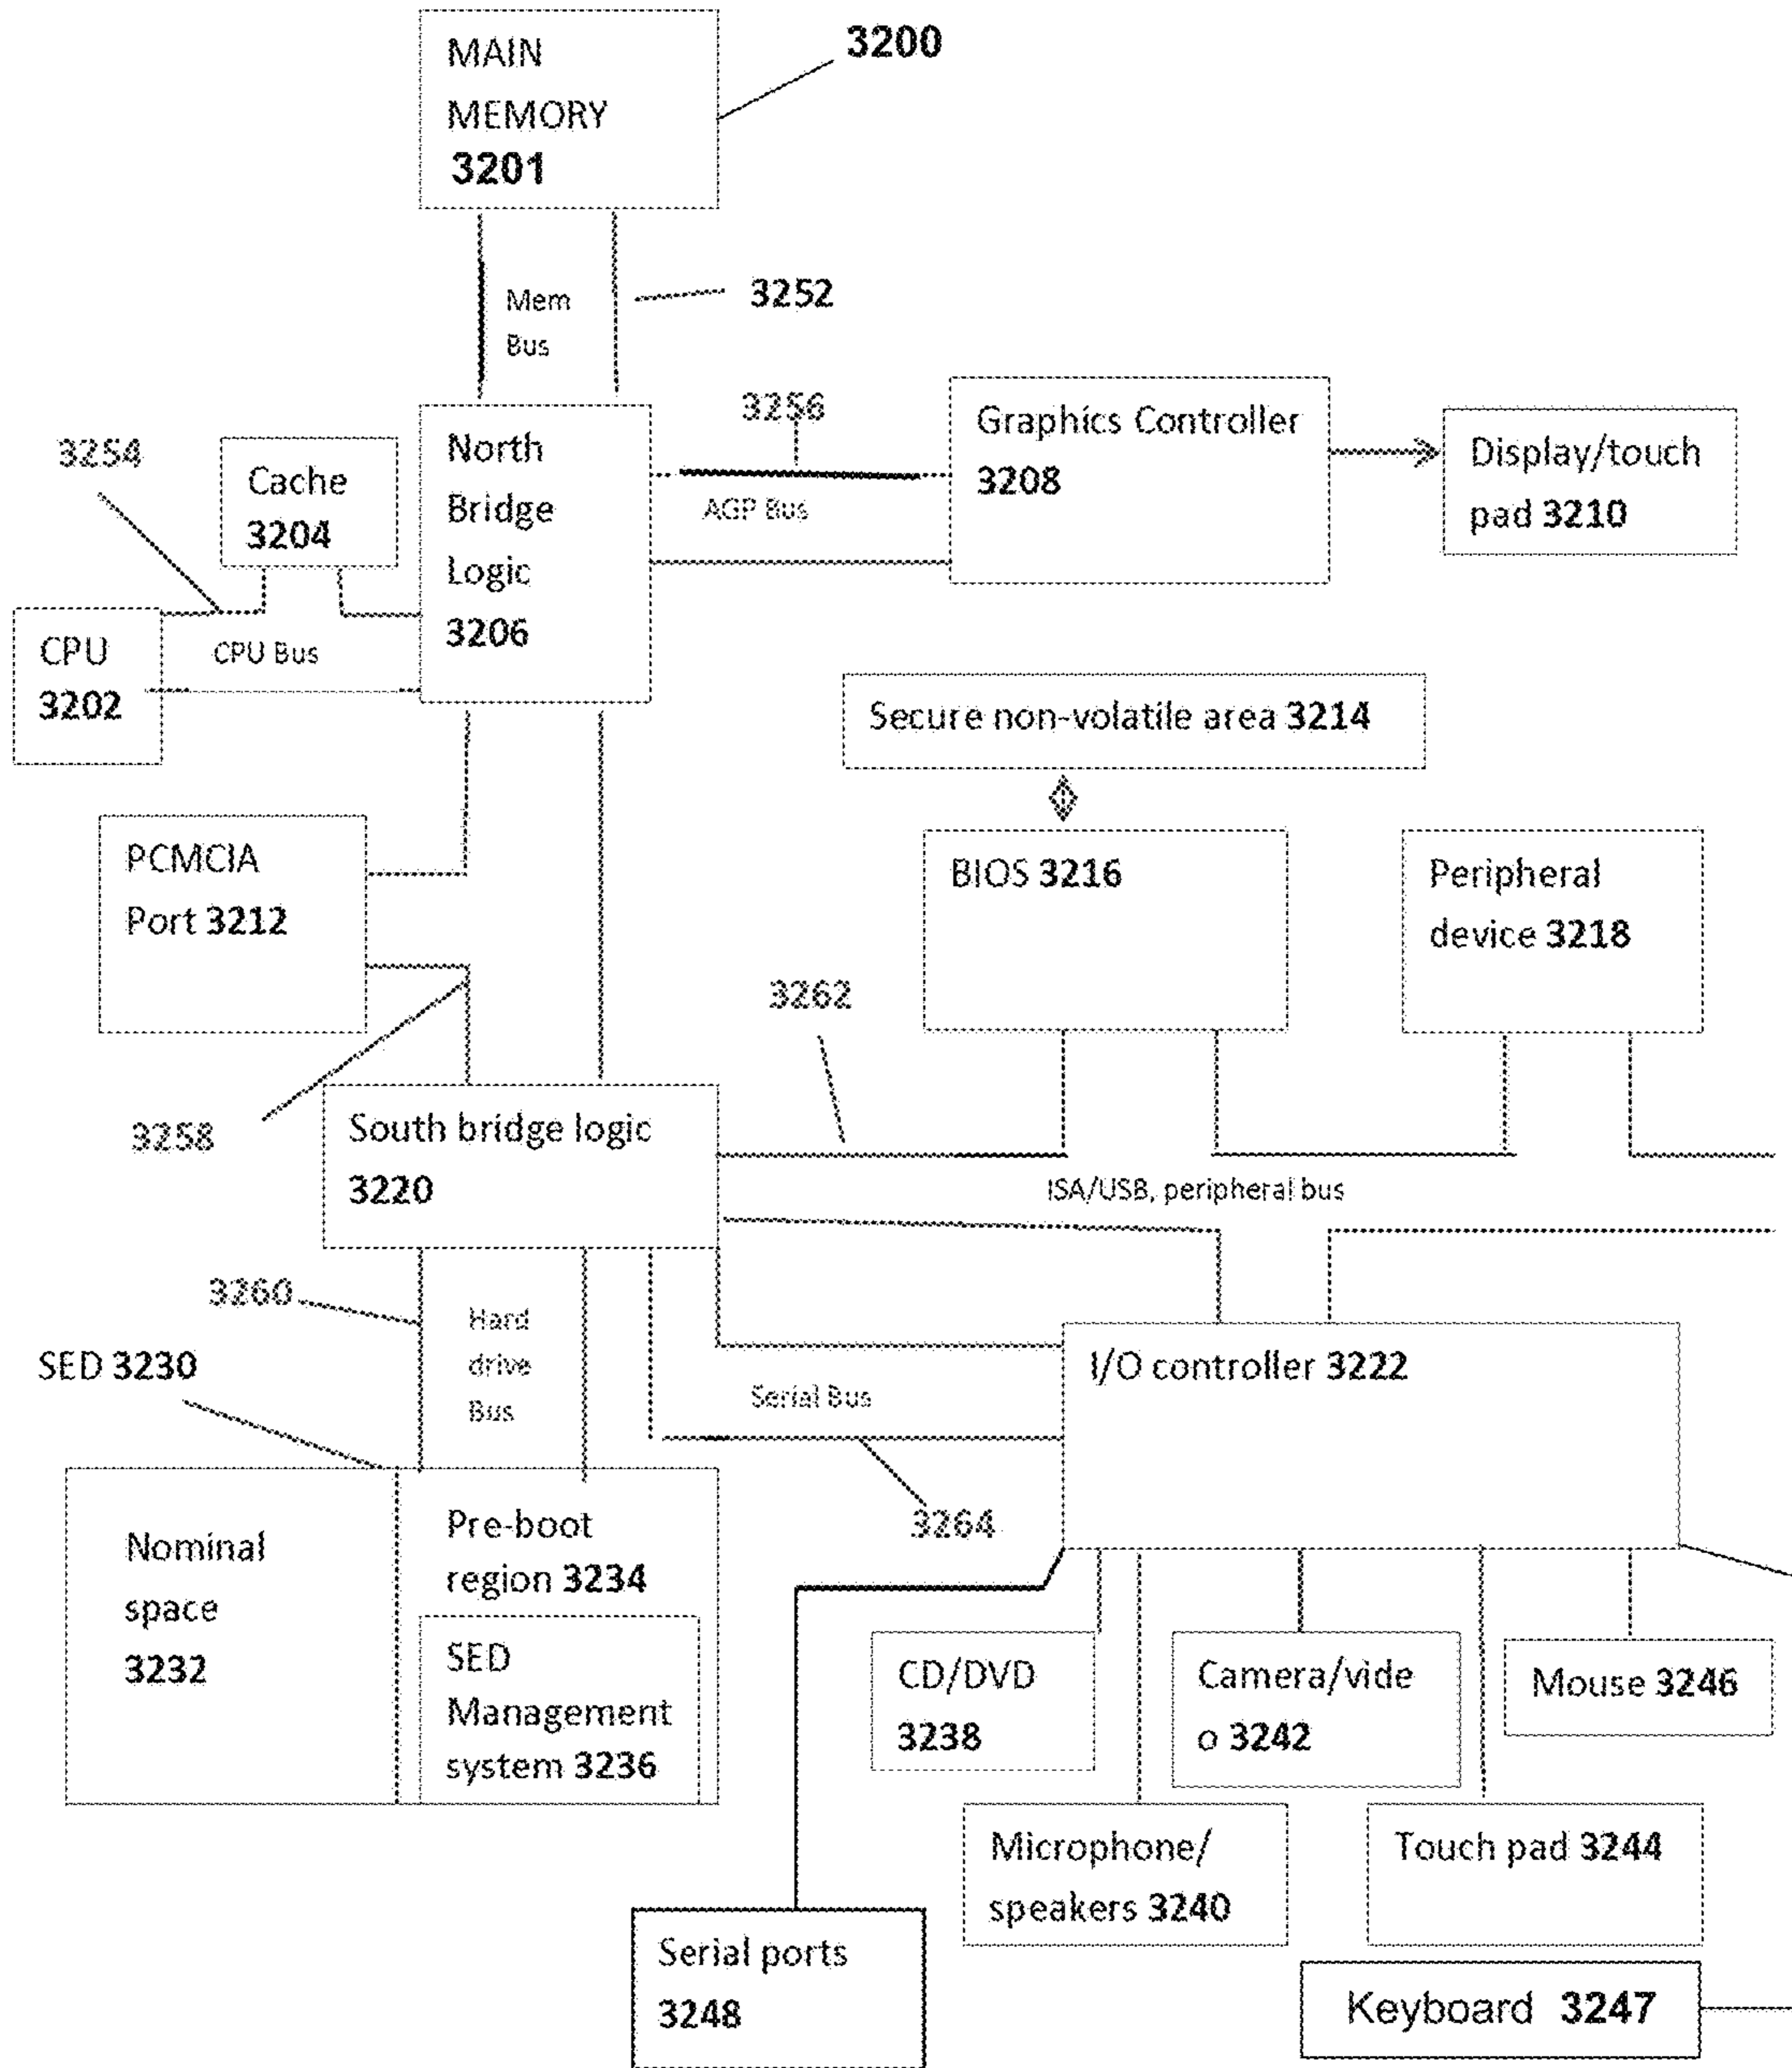 MAIN
MEMORY
3201
3200
Mem
Bus
3252
3254
Cache
3204
North
Bridge
Logic
3206
3256
AGP Bus
Graphics Controller
3208
Display/touch
pad 3210
CPU
3202
CPU Bus
Secure non-volatile area 3214
PCMCIA
Port 3212
BIOS 3216
Peripheral
device 3218
3262
3258
South bridge logic
3220
ISA/USB, peripheral bus
3260
Hard
drive
Bus
SED 3230
Serial Bus
I/O controller 3222
3264
Nominal
space
3232
Pre-boot
region 3234
SED
Management
system 3236
CD/DVD
3238
Camera/vide
o 3242
Mouse 3246
Microphone/
speakers 3240
Touch pad 3244
Serial ports
3248
Keyboard 3247